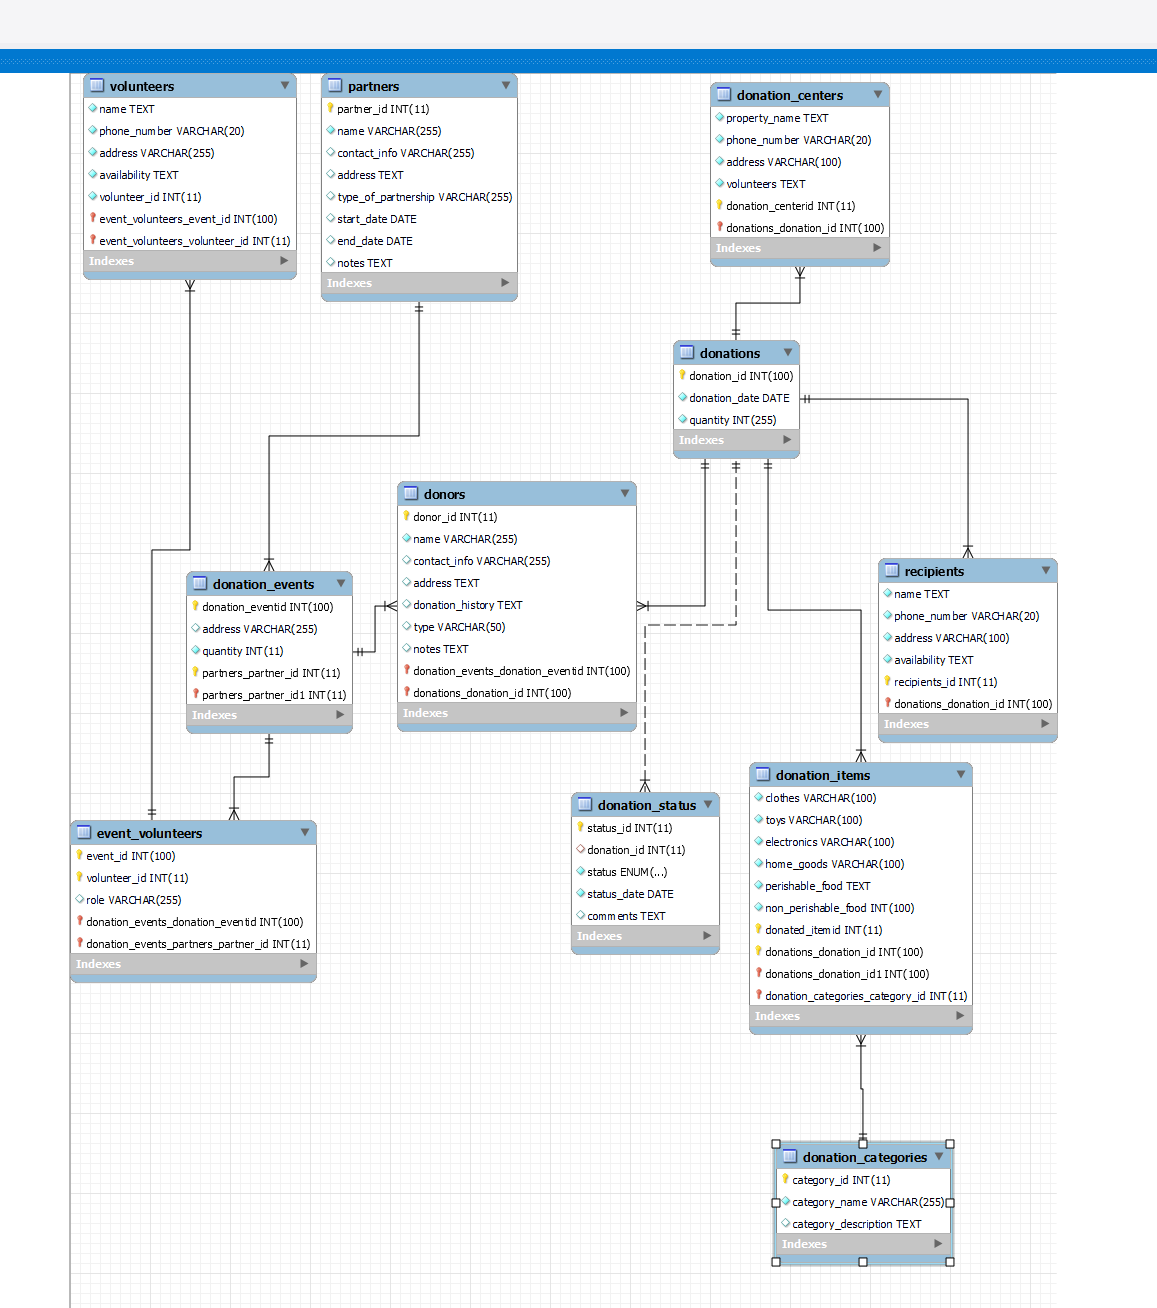 volunteers
name TEXT
phone_number VARCHAR(20)
address VARCHAR(255)
availability TEXT
volunteer_id INT(11)
event_volunteers_event_id INT(100)
event_volunteers_volunteer_id INT(11)
Indexes
partners
partner_id INT(11)
name VARCHAR(255)
contact_info VARCHAR(255)
address TEXT
type_of_partnership VARCHAR(255)
start_date DATE
end_date DATE
notes TEXT
Indexes
donation_centers
property_name TEXT
phone_number VARCHAR(20)
address VARCHAR(100)
volunteers TEXT
donation_centerid INT(11)
donations_donation_id INT(100)
Indexes
donations
donation_id INT(100)
donation_date DATE
quantity INT(255)
Indexes
donors
donor_id INT(11)
name VARCHAR(255)
contact_info VARCHAR(255)
address TEXT
donation_history TEXT
type VARCHAR(50)
notes TEXT
donation_events_donation_eventid INT(100)
donations_donation_id INT(100)
Indexes
recipients
name TEXT
phone_number VARCHAR(20)
address VARCHAR(100)
availability TEXT
recipients_id INT(11)
donations_donation_id INT(100)
Indexes
donation_events
donation_eventid INT(100)
address VARCHAR(255)
quantity INT(11)
partners_partner_id INT(11)
partners_partner_id1 INT(11)
Indexes
donation_items
clothes VARCHAR(100)
toys VARCHAR(100)
electronics VARCHAR(100)
home_goods VARCHAR(100)
perishable_food TEXT
non_perishable_food INT(100)
donated_itemid INT(11)
donations_donation_id INT(100)
donations_donation_id1 INT(100)
donation_categories_category_id INT(11)
Indexes
donation_status
status_id INT(11)
donation_id INT(11)
status ENUM(...)
status_date DATE
comments TEXT
Indexes
event_volunteers
event_id INT(100)
volunteer_id INT(11)
role VARCHAR(255)
donation_events_donation_eventid INT(100)
donation_events_partners_partner_id INT(11)
Indexes
donation_categories
category_id INT(11)
category_name VARCHAR(255)
category_description TEXT
Indexes